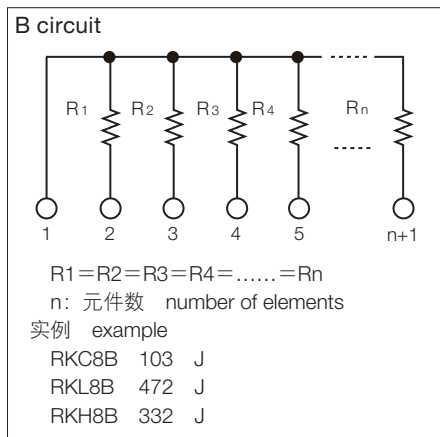 B circuit
R1 R2 R3 R4 Rn
1 2 3 4 5 n+1
R1=R2=R3=R4=……=Rn
n: 元件数 number of elements
实例 example
RKC8B 103 J
RKL8B 472 J
RKH8B 332 J